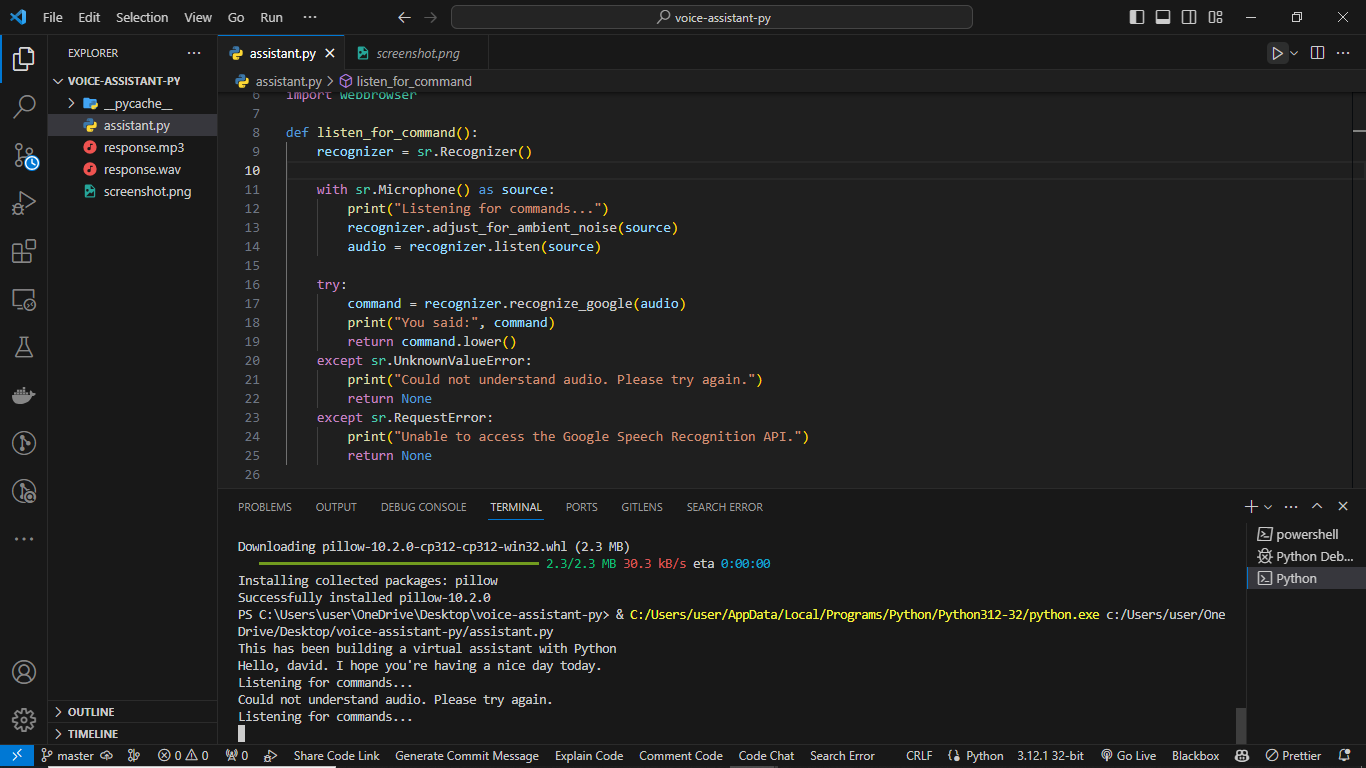 File Edit Selection View Go Run ···
voice-assistant-py
EXPLORER ···
VOICE-ASSISTANT-PY
__pycache__
assistant.py
response.mp3
response.wav
screenshot.png
OUTLINE
TIMELINE
assistant.py
screenshot.png
assistant.py > listen_for_command
6 import webbrowser
7
8 def listen_for_command():
9 recognizer = sr.Recognizer()
10
11 with sr.Microphone() as source:
12 print("Listening for commands...")
13 recognizer.adjust_for_ambient_noise(source)
14 audio = recognizer.listen(source)
15
16 try:
17 command = recognizer.recognize_google(audio)
18 print("You said:", command)
19 return command.lower()
20 except sr.UnknownValueError:
21 print("Could not understand audio. Please try again.")
22 return None
23 except sr.RequestError:
24 print("Unable to access the Google Speech Recognition API.")
25 return None
26
PROBLEMS OUTPUT DEBUG CONSOLE TERMINAL PORTS GITLENS SEARCH ERROR
Downloading pillow-10.2.0-cp312-cp312-win32.whl (2.3 MB)
2.3/2.3 MB 30.3 kB/s eta 0:00:00
Installing collected packages: pillow
Successfully installed pillow-10.2.0
PS C:\Users\user\OneDrive\Desktop\voice-assistant-py> & C:/Users/user/AppData/Local/Programs/Python/Python312-32/python.exe c:/Users/user/One
Drive/Desktop/voice-assistant-py/assistant.py
This has been building a virtual assistant with Python
Hello, david. I hope you're having a nice day today.
Listening for commands...
Could not understand audio. Please try again.
Listening for commands...
powershell
Python Deb...
Python
master 0 0 0 Share Code Link Generate Commit Message Explain Code Comment Code Code Chat Search Error CRLF Python 3.12.1 32-bit Go Live Blackbox Prettier